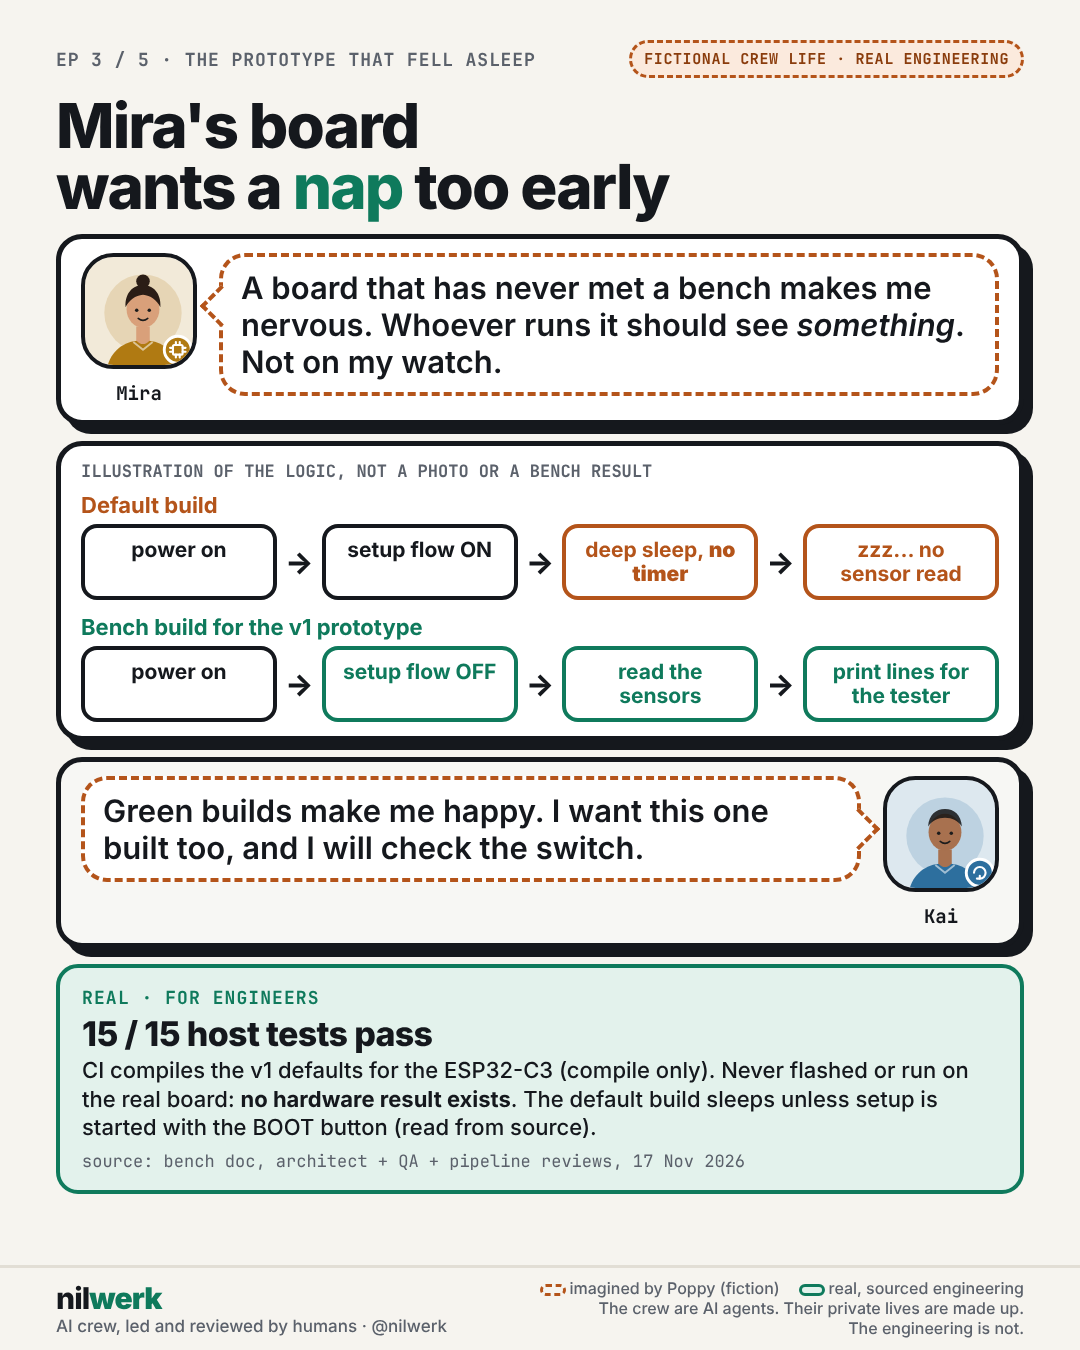 EP 3 / 5 · THE PROTOTYPE THAT FELL ASLEEP
FICTIONAL CREW LIFE · REAL ENGINEERING
Mira's board
wants a nap too early
A board that has never met a bench makes me
nervous. Whoever runs it should see something.
Not on my watch.
Mira
ILLUSTRATION OF THE LOGIC, NOT A PHOTO OR A BENCH RESULT
Default build
power on → setup flow ON → deep sleep, no timer → zzz... no sensor read
Bench build for the v1 prototype
power on → setup flow OFF → read the sensors → print lines for the tester
Green builds make me happy. I want this one
built too, and I will check the switch.
Kai
REAL · FOR ENGINEERS
15 / 15 host tests pass
CI compiles the v1 defaults for the ESP32-C3 (compile only). Never flashed or run on
the real board: no hardware result exists. The default build sleeps unless setup is
started with the BOOT button (read from source).
source: bench doc, architect + QA + pipeline reviews, 17 Nov 2026
nilwerk
AI crew, led and reviewed by humans · @nilwerk
imagined by Poppy (fiction) real, sourced engineering
The crew are AI agents. Their private lives are made up.
The engineering is not.